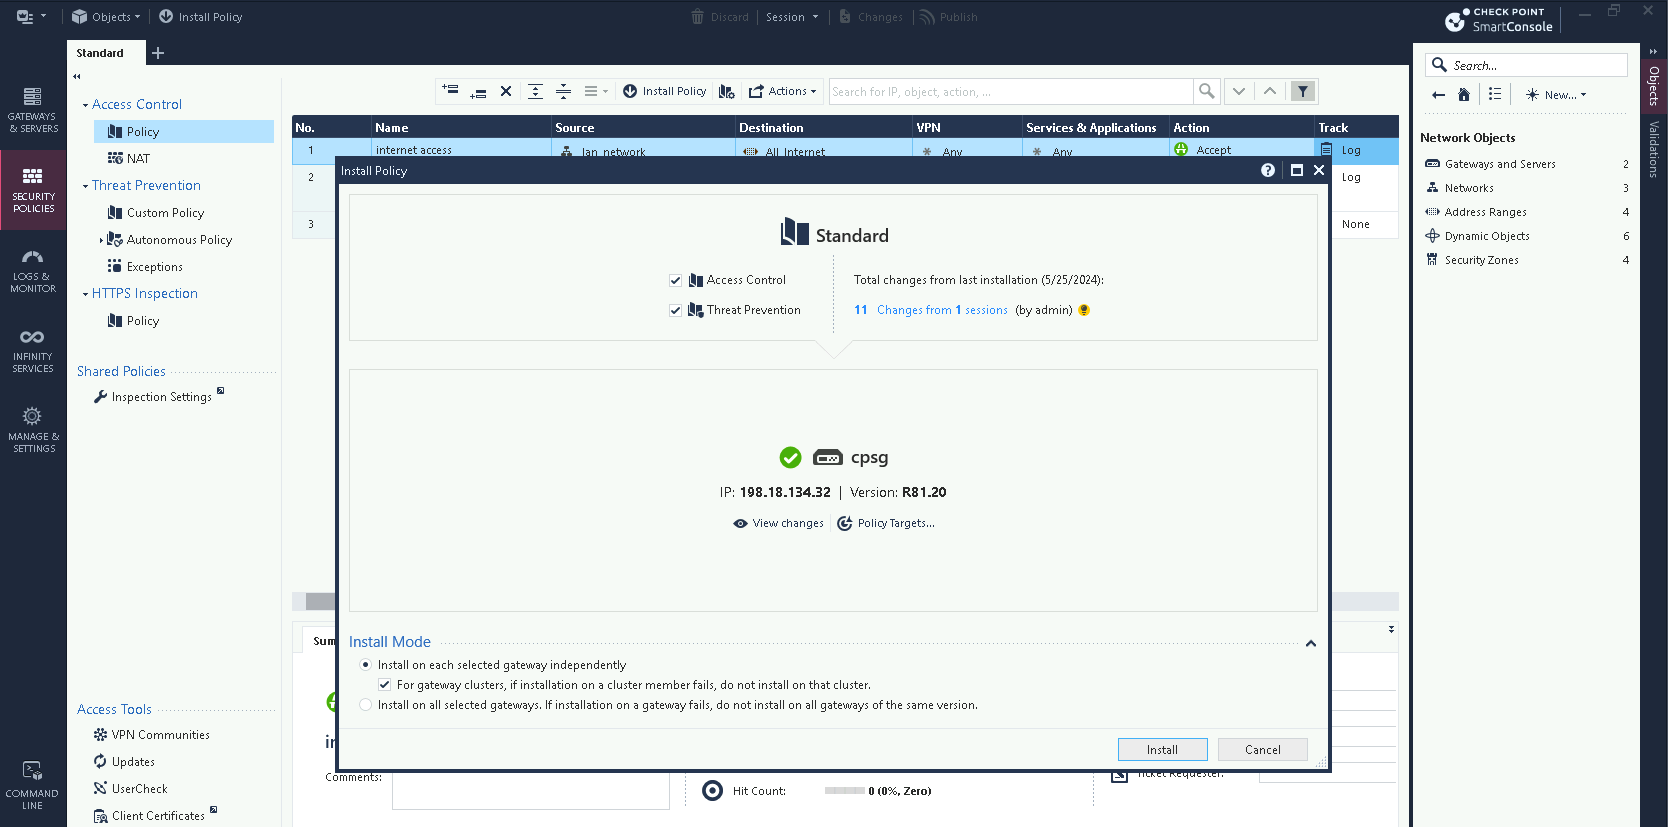 Objects
Install Policy
Discard
Session
Changes
Publish
CHECK POINT
SmartConsole
Standard
GATEWAYS
& SERVERS
SECURITY
POLICIES
LOGS &
MONITOR
INFINITY
SERVICES
MANAGE &
SETTINGS
COMMAND
LINE
Access Control
Policy
NAT
Threat Prevention
Custom Policy
Autonomous Policy
Exceptions
HTTPS Inspection
Policy
Shared Policies
Inspection Settings
Access Tools
VPN Communities
Updates
UserCheck
Client Certificates
Install Policy
Actions
Search for IP, object, action, ...
No. Name Source Destination VPN Services & Applications Action Track
1 internet access lan_network All_Internet Any Any Accept Log
2 Log
3 None
Install Policy
Standard
Access Control
Threat Prevention
Total changes from last installation (5/25/2024):
11 Changes from 1 sessions (by admin)
cpsg
IP: 198.18.134.32 | Version: R81.20
View changes
Policy Targets...
Install Mode
Install on each selected gateway independently
For gateway clusters, if installation on a cluster member fails, do not install on that cluster.
Install on all selected gateways. If installation on a gateway fails, do not install on all gateways of the same version.
Install
Cancel
Sum
in
Comments:
Hit Count: 0 (0%, Zero)
Ticket Requester:
Search...
New...
Network Objects
Gateways and Servers 2
Networks 3
Address Ranges 4
Dynamic Objects 6
Security Zones 4
Objects
Validations